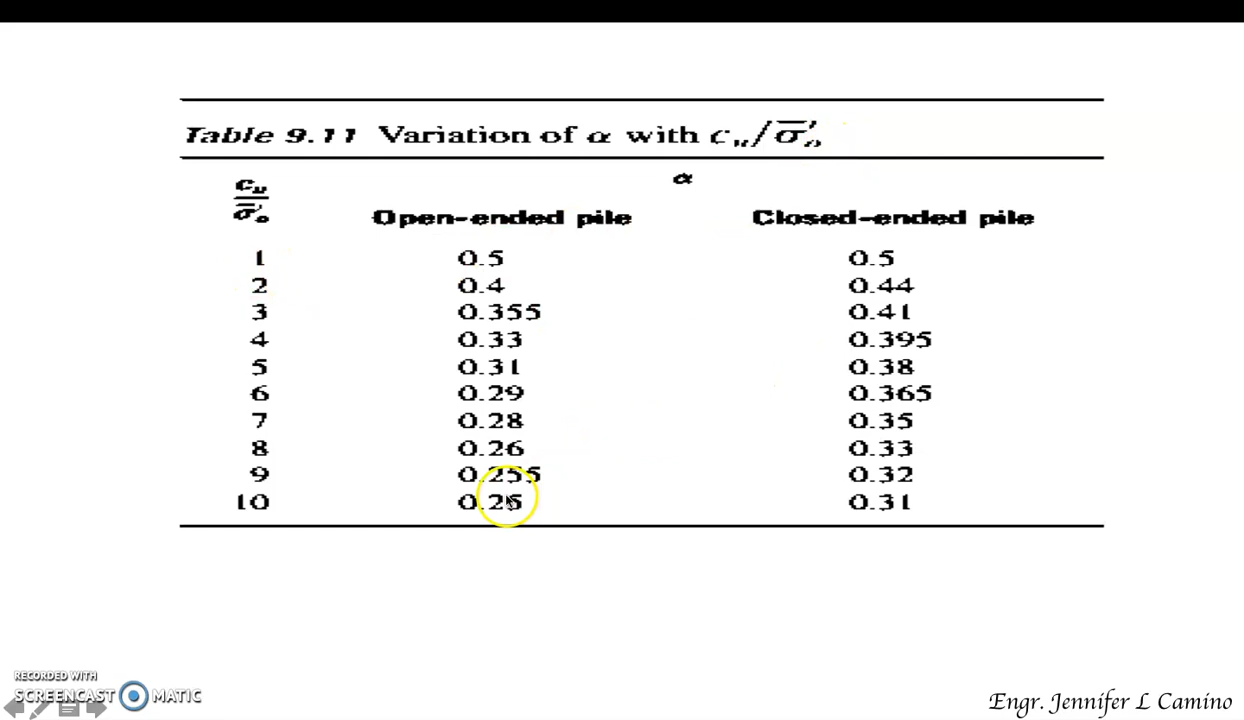 Table 9.11 Variation of α with cᵤ/σ̄′ₒ
cᵤ/σ̄′ₒ α
Open-ended pile Closed-ended pile
1 0.5 0.5
2 0.4 0.44
3 0.355 0.41
4 0.33 0.395
5 0.31 0.38
6 0.29 0.365
7 0.28 0.35
8 0.26 0.33
9 0.255 0.32
10 0.25 0.31
RECORDED WITH
SCREENCAST MATIC
Engr. Jennifer L Camino